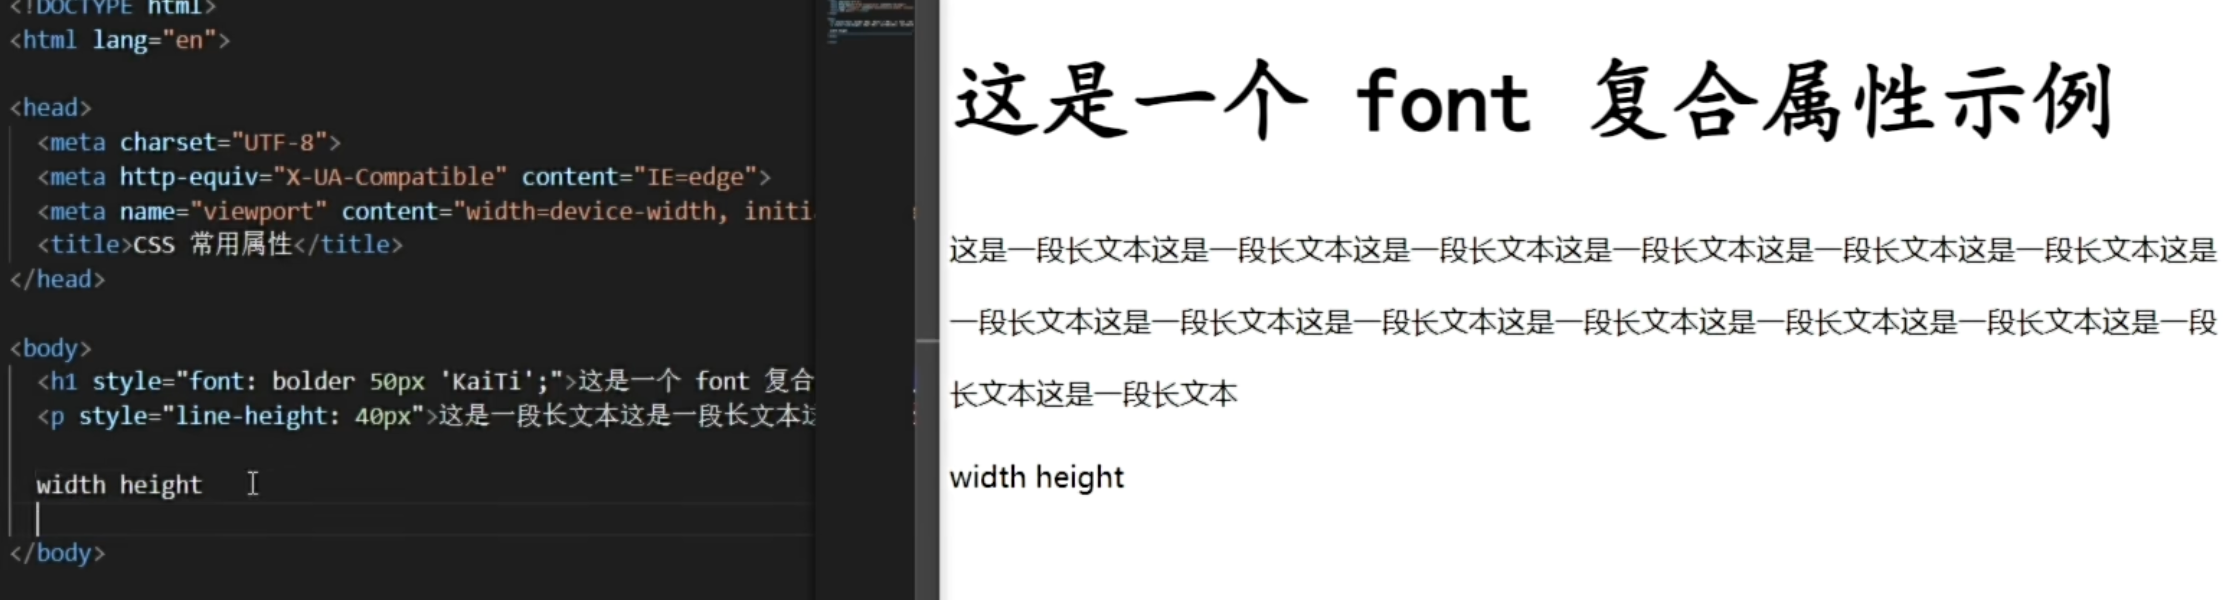 <!DOCTYPE html>
<html lang="en">
<head>
<meta charset="UTF-8">
<meta http-equiv="X-UA-Compatible" content="IE=edge">
<meta name="viewport" content="width=device-width, initi
<title>CSS 常用属性</title>
</head>
<body>
<h1 style="font: bolder 50px 'KaiTi';">这是一个 font 复合
<p style="line-height: 40px">这是一段长文本这是一段长文本这
width height
</body>
这是一个 font 复合属性示例
这是一段长文本这是一段长文本这是一段长文本这是一段长文本这是一段长文本这是一段长文本这是
一段长文本这是一段长文本这是一段长文本这是一段长文本这是一段长文本这是一段长文本这是一段
长文本这是一段长文本
width height